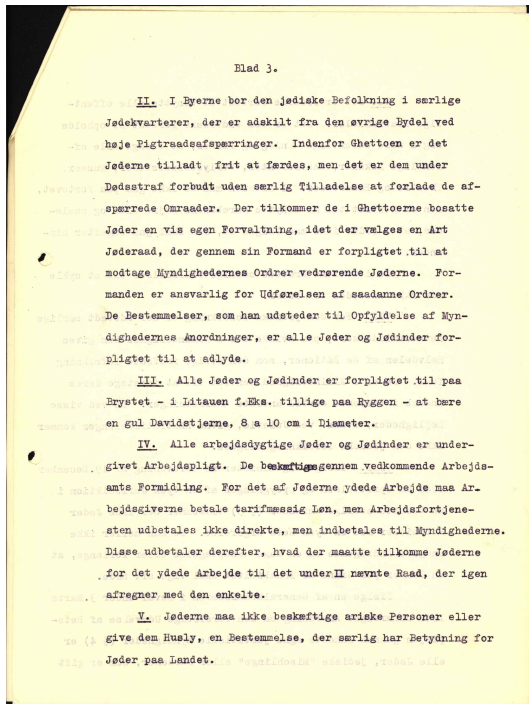 Blad 3.
II. I Byerne bor den jødiske Befolkning i særlige
Jødekvarterer, der er adskilt fra den øvrige Bydel ved
høje Pigtraadsafspærringer. Indenfor Ghettoen er det
Jøderne tilladt frit at færdes, men det er dem under
Dødsstraf forbudt uden særlig Tilladelse at forlade de af-
spærrede Omraader. Der tilkommer de i Ghettoerne bosatte
Jøder en vis egen Forvaltning, idet der vælges en Art
Jøderaad, der gennem sin Formand er forpligtet til at
modtage Myndighedernes Ordrer vedrørende Jøderne. For-
manden er ansvarlig for Udførelsen af saadanne Ordrer.
De Bestemmelser, som han udsteder til Opfyldelse af Myn-
dighedernes Anordninger, er alle Jøder og Jødinder for-
pligtet til at adlyde.
III. Alle Jøder og Jødinder er forpligtet til paa
Brystet - i Litauen f.Eks. tillige paa Ryggen - at bære
en gul Davidstjerne, 8 a 10 cm i Diameter.
IV. Alle arbejdsdygtige Jøder og Jødinder er under-
givet Arbejdspligt. De beskæftiges gennem vedkommende Arbejds-
amts Formidling. For det af Jøderne ydede Arbejde maa Ar-
bejdsgiverne betale tarifmæssig Løn, men Arbejdsfortjene-
sten udbetales ikke direkte, men indbetales til Myndighederne.
Disse udbetaler derefter, hvad der maatte tilkomme Jøderne
for det ydede Arbejde til det under II nævnte Raad, der igen
afregner med den enkelte.
V. Jøderne maa ikke beskæftige ariske Personer eller
give dem Husly, en Bestemmelse, der særlig har Betydning for
Jøder paa Landet.